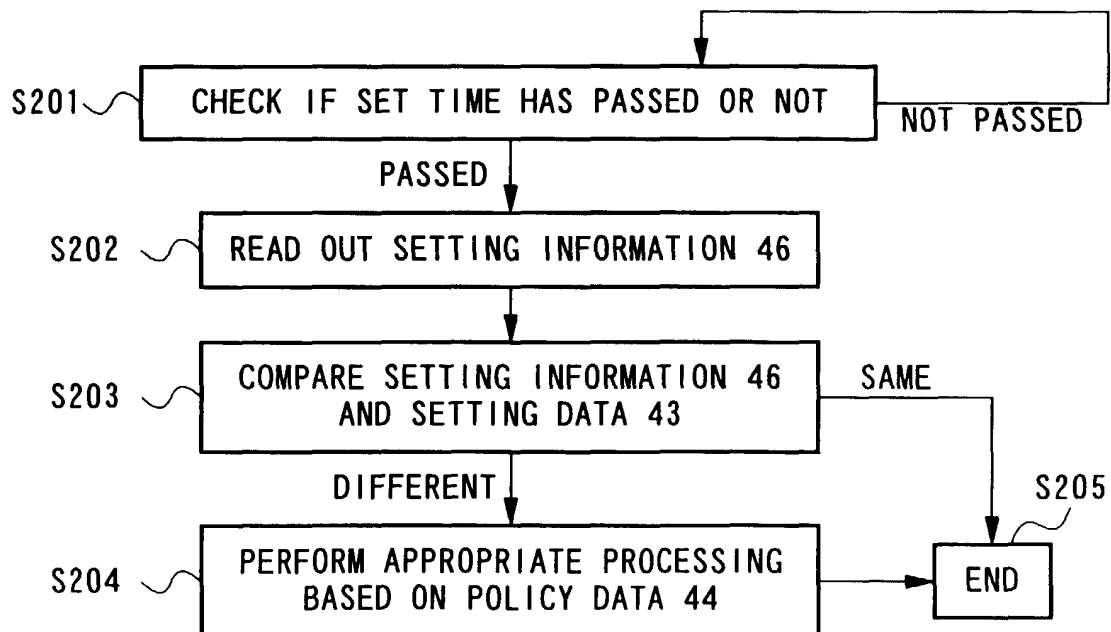 S201
CHECK IF SET TIME HAS PASSED OR NOT
NOT PASSED
PASSED
S202
READ OUT SETTING INFORMATION 46
S203
COMPARE SETTING INFORMATION 46
AND SETTING DATA 43
SAME
DIFFERENT
S205
S204
PERFORM APPROPRIATE PROCESSING
BASED ON POLICY DATA 44
END